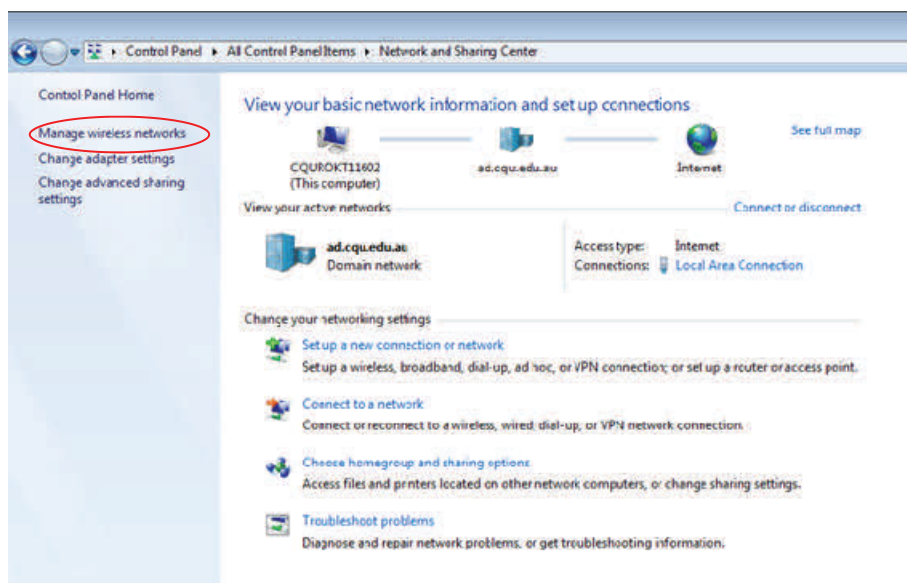 Control Panel ▸ All Control Panel Items ▸ Network and Sharing Center
Control Panel Home
Manage wireless networks
Change adapter settings
Change advanced sharing
settings
View your basic network information and set up connections
See full map
CQUROKT11602
(This computer)
ad.cqu.edu.au
Internet
View your active networks
Connect or disconnect
ad.cqu.edu.au
Domain network
Access type: Internet
Connections: Local Area Connection
Change your networking settings
Set up a new connection or network
Set up a wireless, broadband, dial-up, ad hoc, or VPN connection; or set up a router or access point.
Connect to a network
Connect or reconnect to a wireless, wired, dial-up, or VPN network connection.
Choose homegroup and sharing options
Access files and printers located on other network computers, or change sharing settings.
Troubleshoot problems
Diagnose and repair network problems, or get troubleshooting information.